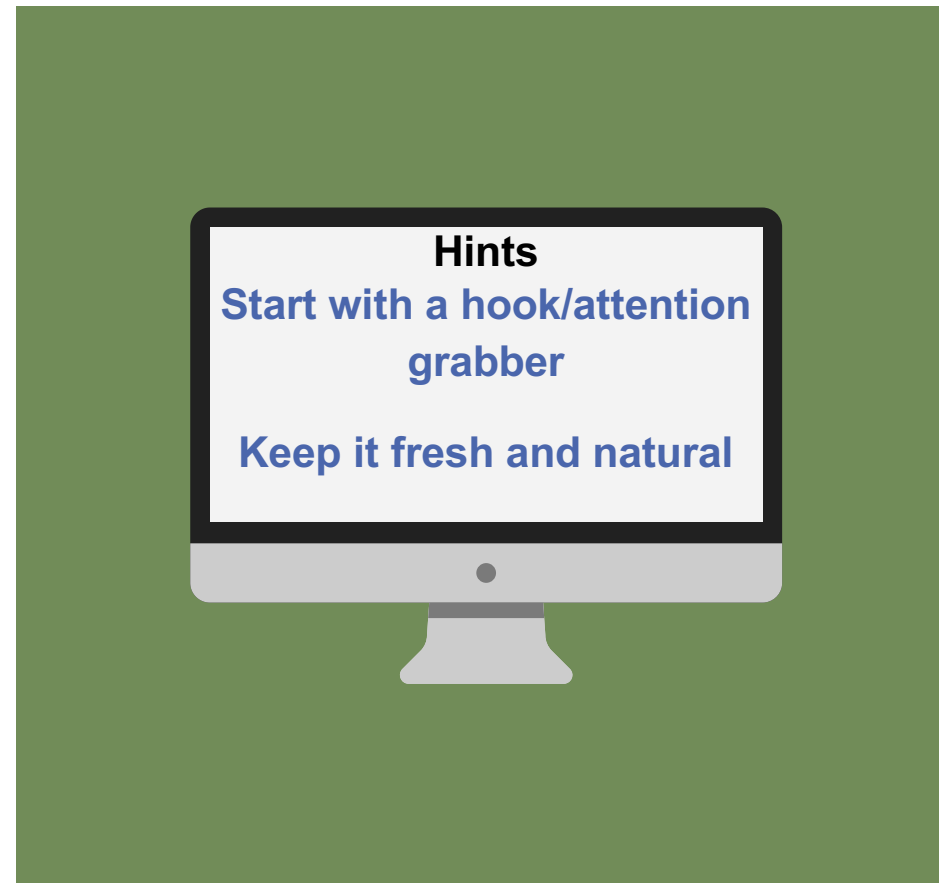 Hints
Start with a hook/attention
grabber
Keep it fresh and natural